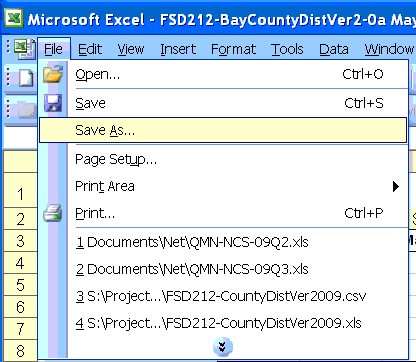 Microsoft Excel - FSD212-BayCountyDistVer2-0a May
File Edit View Insert Format Tools Data Window
Open... Ctrl+O
Save Ctrl+S
Save As...
Page Setup...
Print Area
1
Print... Ctrl+P
2
3
1 Documents\Net\QMN-NCS-09Q2.xls
4
2 Documents\Net\QMN-NCS-09Q3.xls
5
3 S:\Project...\FSD212-CountyDistVer2009.csv
6
4 S:\Project...\FSD212-CountyDistVer2009.xls
7
8